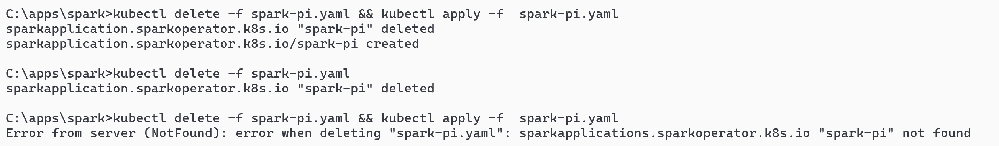 C:\apps\spark>kubectl delete -f spark-pi.yaml && kubectl apply -f  spark-pi.yaml
sparkapplication.sparkoperator.k8s.io "spark-pi" deleted
sparkapplication.sparkoperator.k8s.io/spark-pi created
C:\apps\spark>kubectl delete -f spark-pi.yaml
sparkapplication.sparkoperator.k8s.io "spark-pi" deleted
C:\apps\spark>kubectl delete -f spark-pi.yaml && kubectl apply -f  spark-pi.yaml
Error from server (NotFound): error when deleting "spark-pi.yaml": sparkapplications.sparkoperator.k8s.io "spark-pi" not found